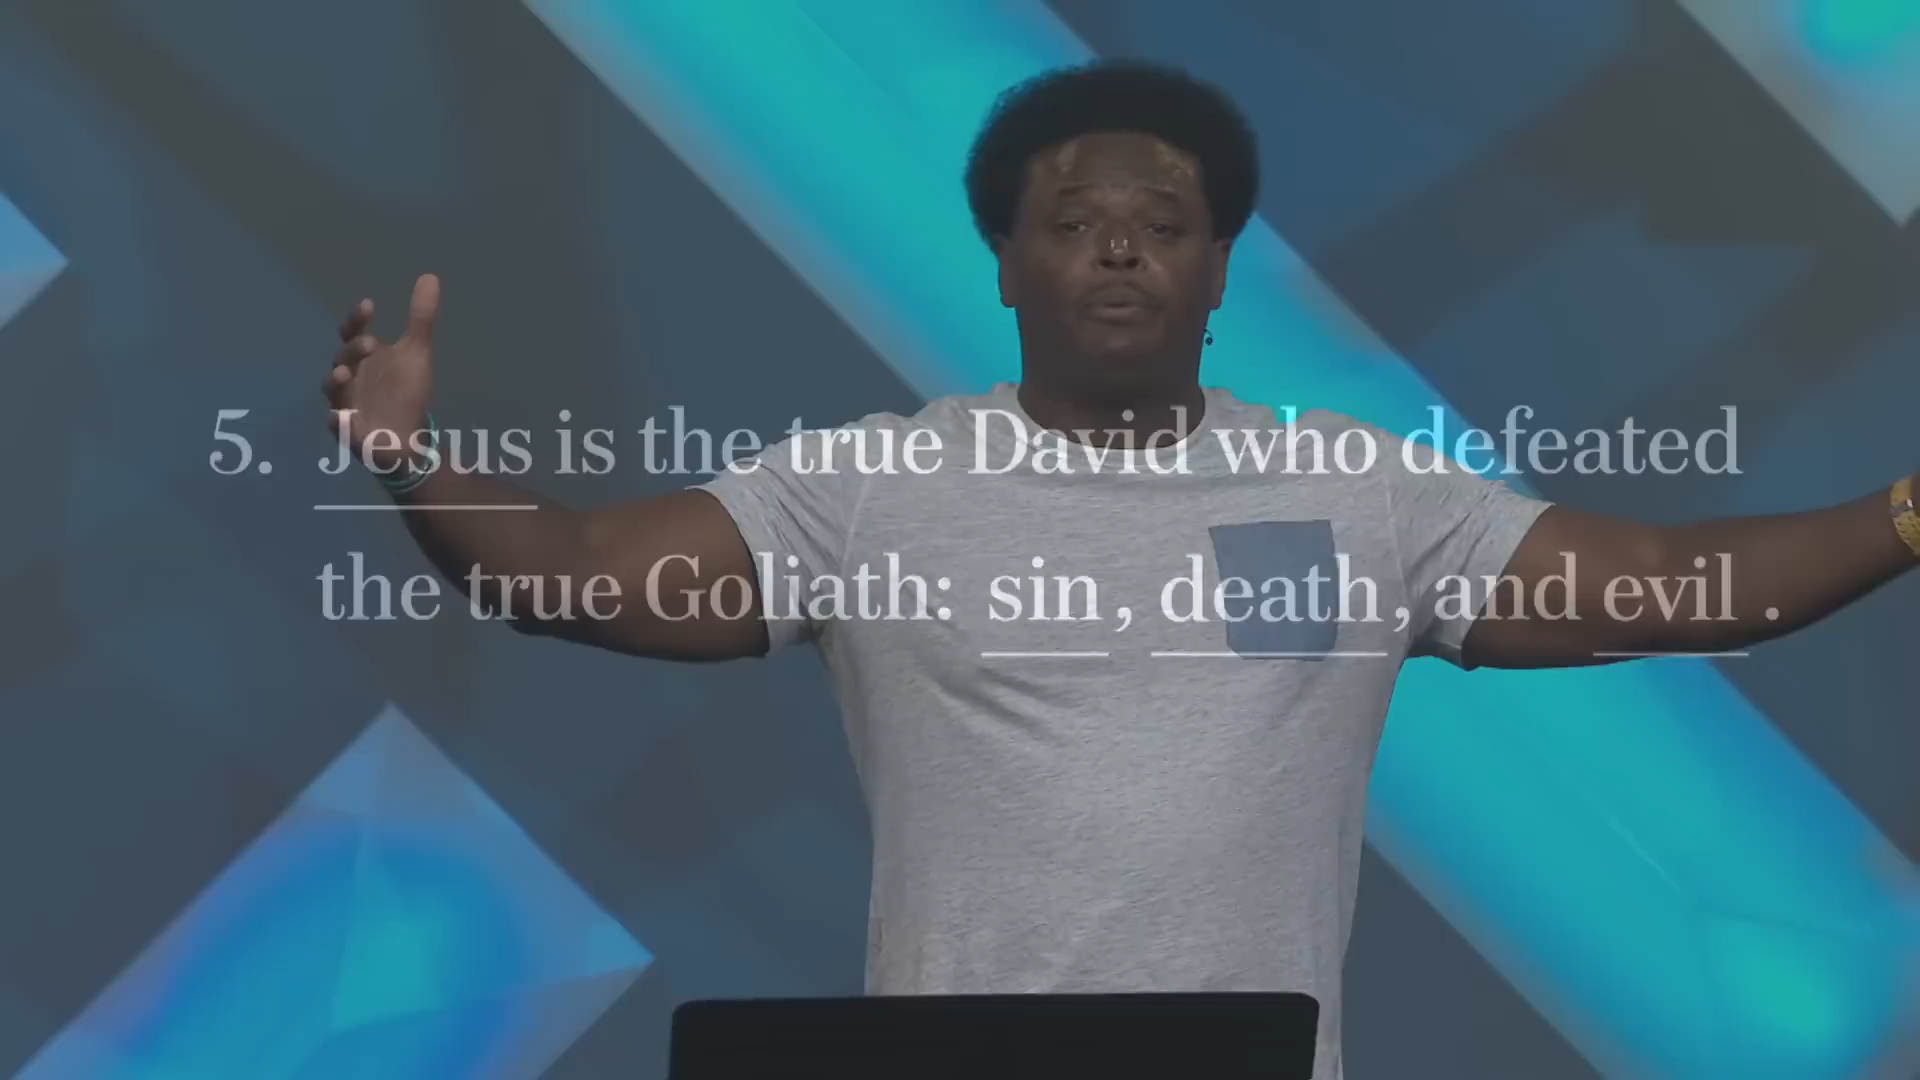 5. Jesus is the true David who defeated
the true Goliath: sin, death, and evil .